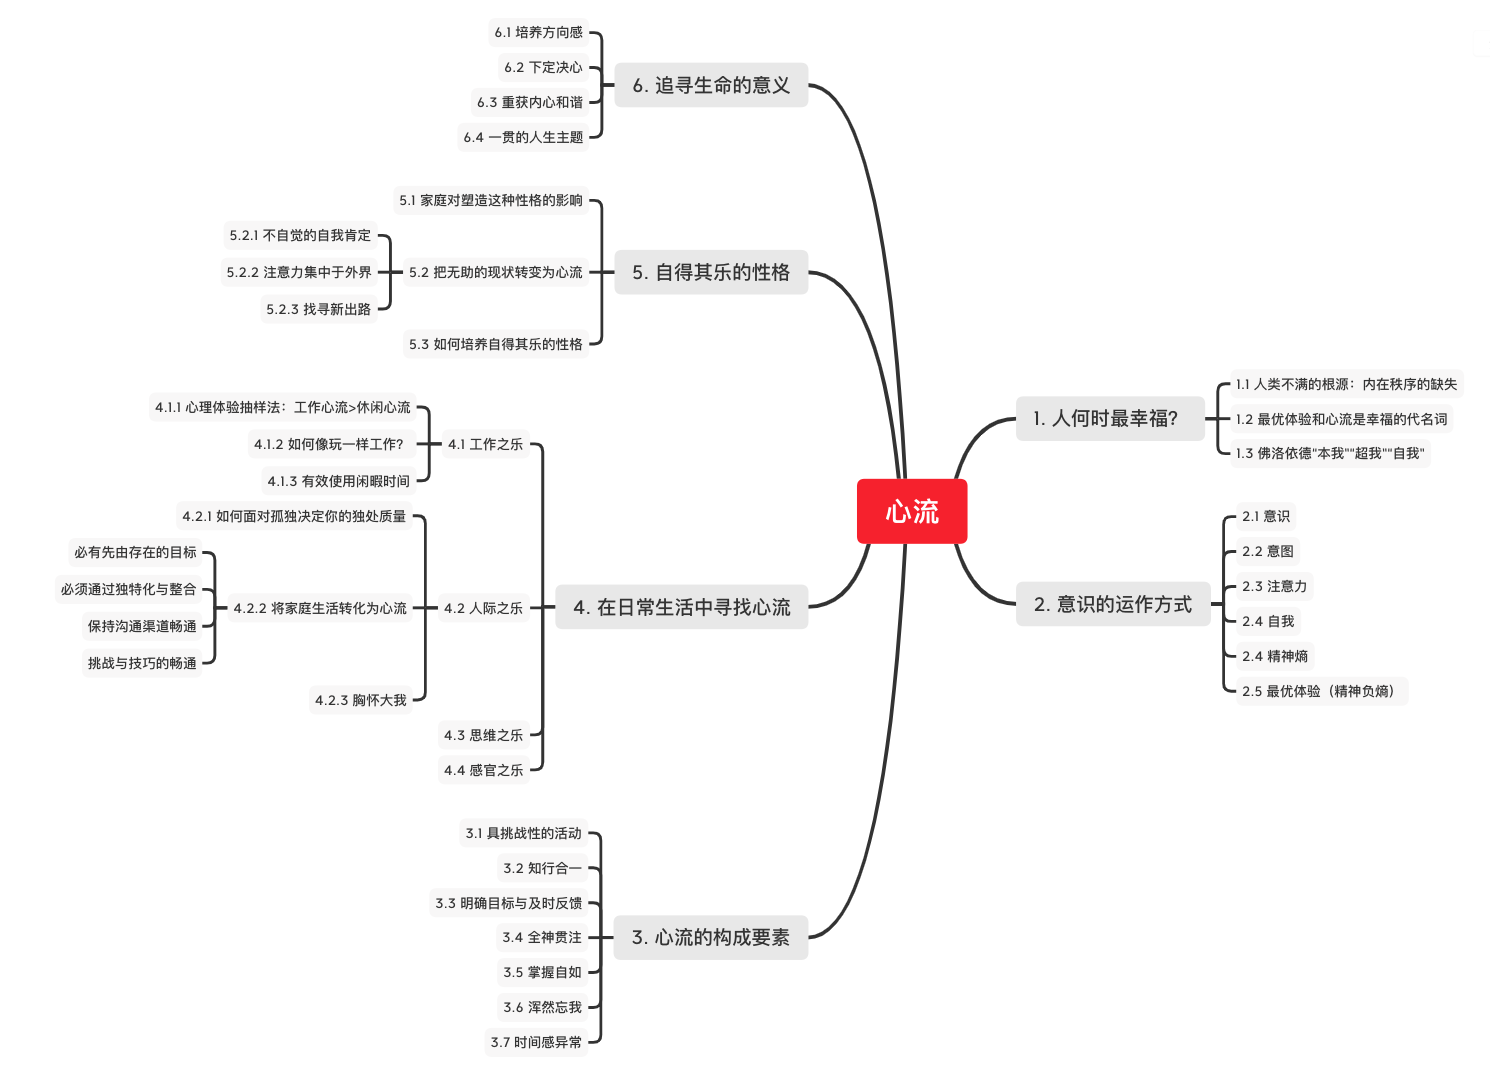 心流
1. 人何时最幸福?
1.1 人类不满的根源：内在秩序的缺失
1.2 最优体验和心流是幸福的代名词
1.3 佛洛依德"本我""超我""自我"
2. 意识的运作方式
2.1 意识
2.2 意图
2.3 注意力
2.4 自我
2.4 精神熵
2.5 最优体验（精神负熵）
3. 心流的构成要素
3.1 具挑战性的活动
3.2 知行合一
3.3 明确目标与及时反馈
3.4 全神贯注
3.5 掌握自如
3.6 浑然忘我
3.7 时间感异常
4. 在日常生活中寻找心流
4.1 工作之乐
4.1.1 心理体验抽样法：工作心流>休闲心流
4.1.2 如何像玩一样工作?
4.1.3 有效使用闲暇时间
4.2 人际之乐
4.2.1 如何面对孤独决定你的独处质量
4.2.2 将家庭生活转化为心流
必有先由存在的目标
必须通过独特化与整合
保持沟通渠道畅通
挑战与技巧的畅通
4.2.3 胸怀大我
4.3 思维之乐
4.4 感官之乐
5. 自得其乐的性格
5.1 家庭对塑造这种性格的影响
5.2 把无助的现状转变为心流
5.2.1 不自觉的自我肯定
5.2.2 注意力集中于外界
5.2.3 找寻新出路
5.3 如何培养自得其乐的性格
6. 追寻生命的意义
6.1 培养方向感
6.2 下定决心
6.3 重获内心和谐
6.4 一贯的人生主题